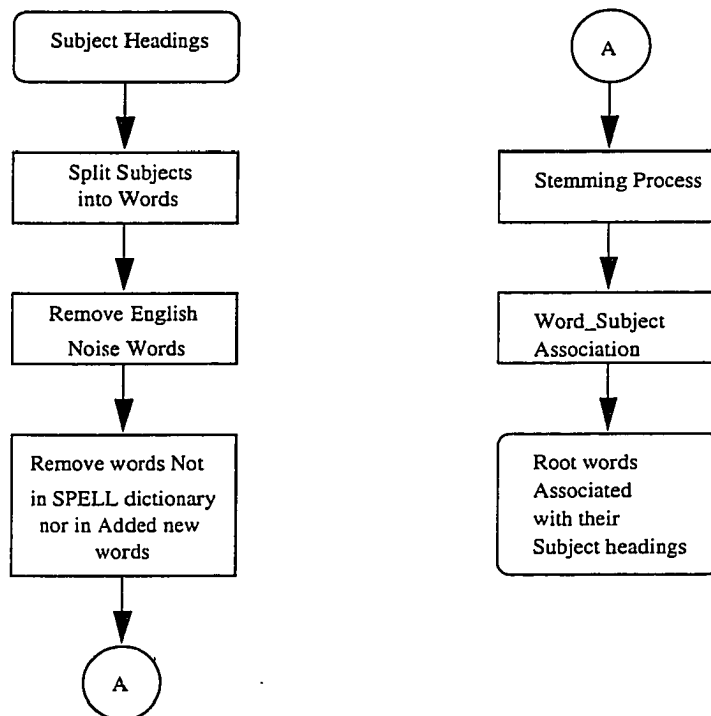 Subject Headings
Split Subjects
into Words
Remove English
Noise Words
Remove words Not
in SPELL dictionary
nor in Added new
words
A
A
Stemming Process
Word_Subject
Association
Root words
Associated
with their
Subject headings